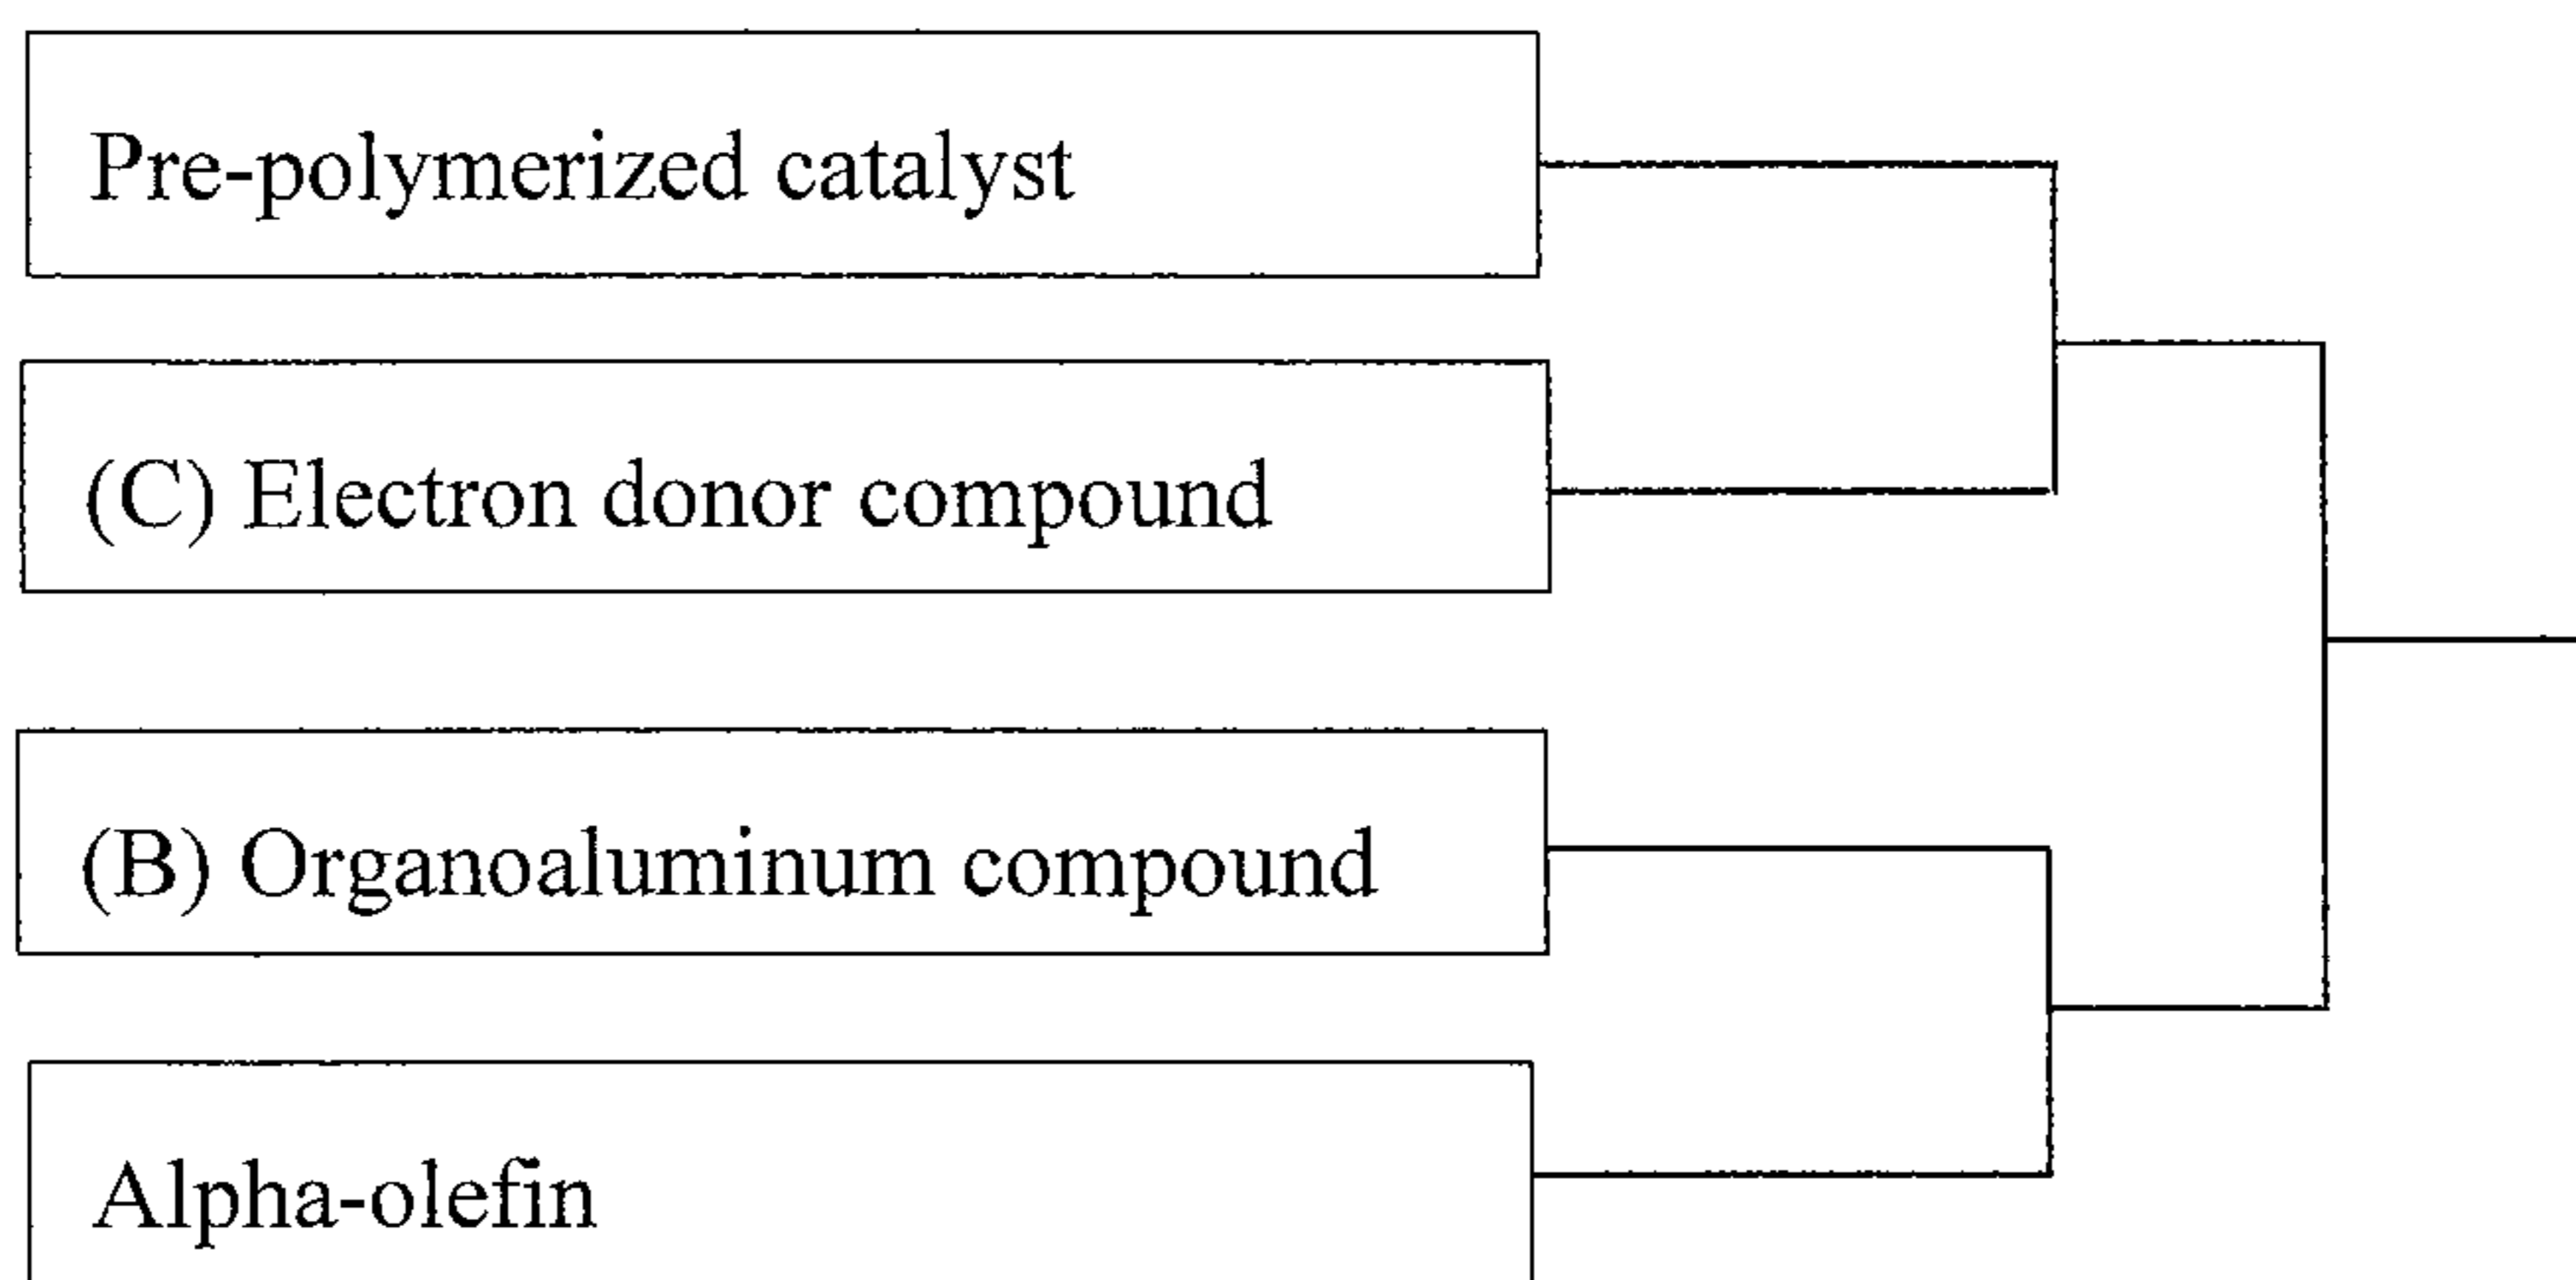 Pre-polymerized catalyst
(C) Electron donor compound
(B) Organoaluminum compound
Alpha-olefin